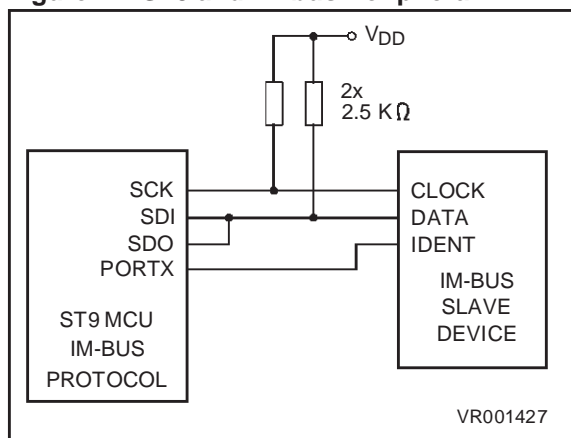 VDD
2x
2.5 KΩ
SCK
SDI
SDO
PORTX
ST9 MCU
IM-BUS
PROTOCOL
CLOCK
DATA
IDENT
IM-BUS
SLAVE
DEVICE
VR001427